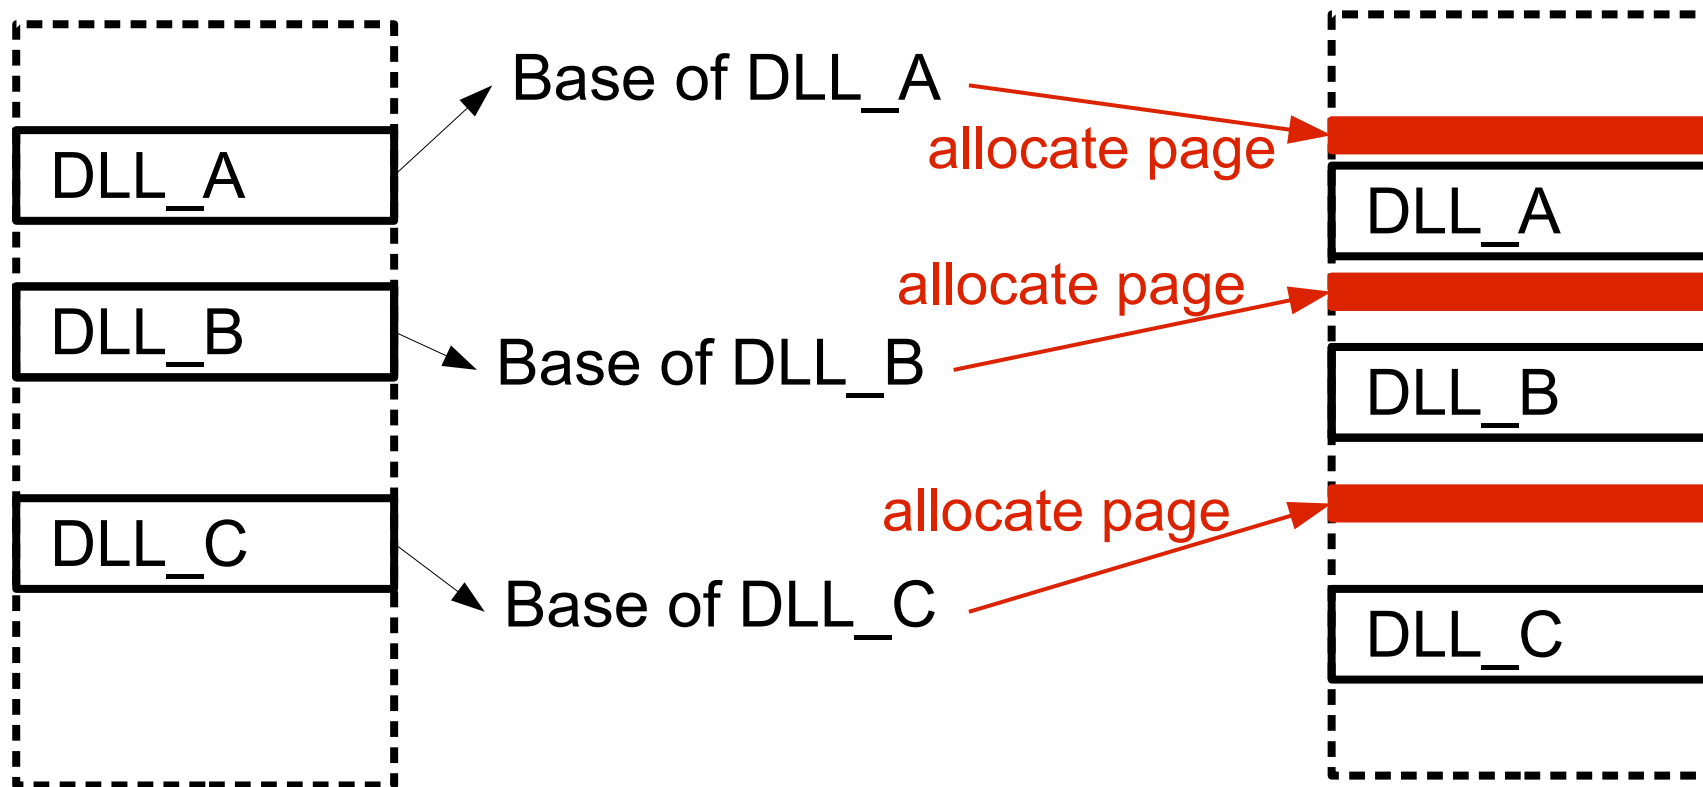 Base of DLL_A
allocate page
DLL_A
DLL_A
allocate page
DLL_B
Base of DLL_B
DLL_B
allocate page
DLL_C
Base of DLL_C
DLL_C